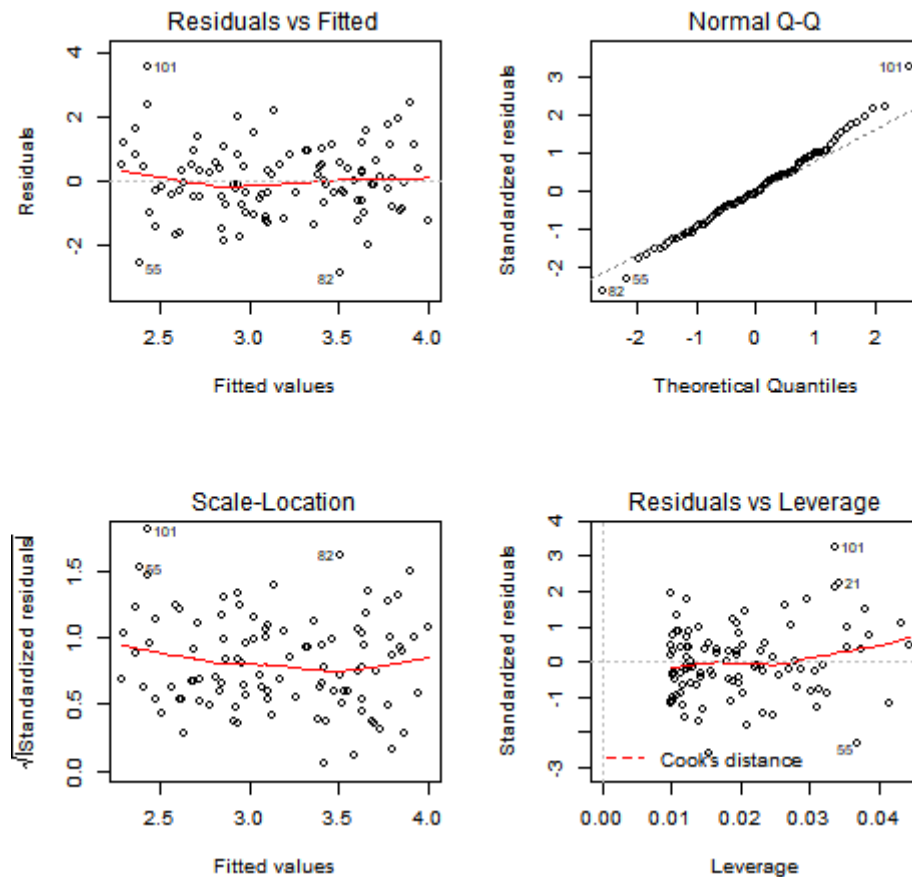 Residuals vs Fitted
Residuals
4
2
0
-2
101
55
82
2.5 3.0 3.5 4.0
Fitted values
Normal Q-Q
Standardized residuals
3
2
1
0
-1
-2
101
55
82
-2 -1 0 1 2
Theoretical Quantiles
Scale-Location
√|Standardized residuals|
1.5
1.0
0.5
0.0
101
55
82
2.5 3.0 3.5 4.0
Fitted values
Residuals vs Leverage
Standardized residuals
4
3
2
1
0
-1
-3
101
21
55
Cook's distance
0.00 0.01 0.02 0.03 0.04
Leverage